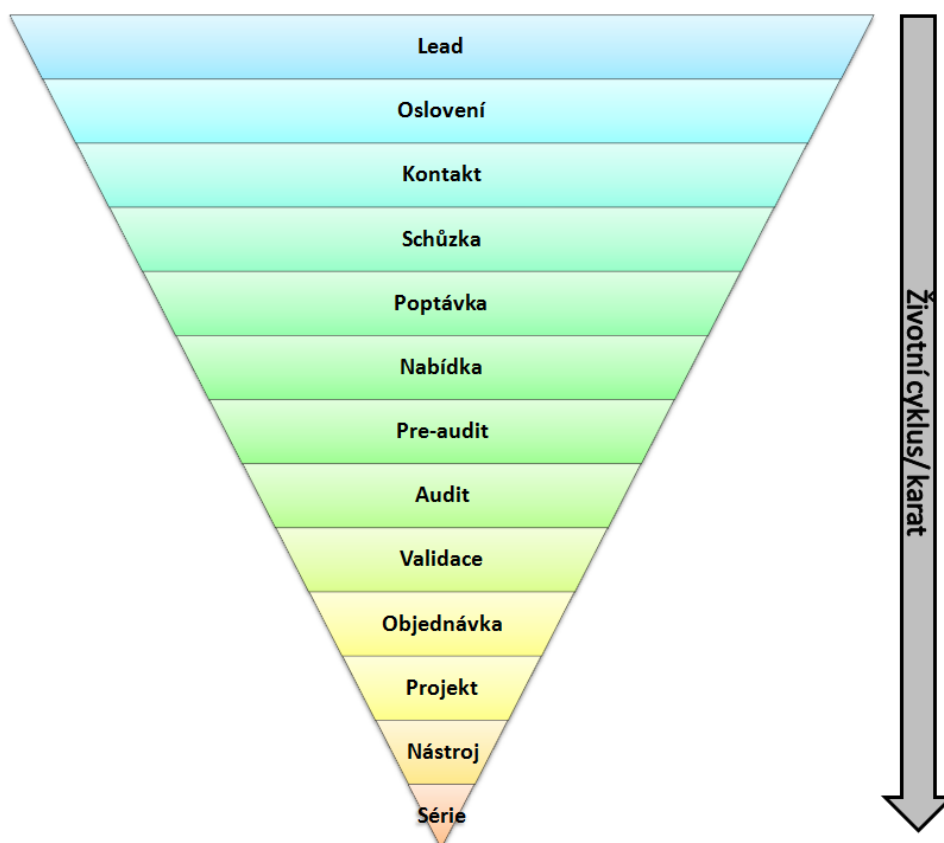 Lead
Oslovení
Kontakt
Schůzka
Poptávka
Nabídka
Pre-audit
Audit
Validace
Objednávka
Projekt
Nástroj
Série
Životní cyklus/ karat